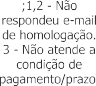 ;1,2 - Não
respondeu e-mail
de homologação.
3 - Não atende a
condição de
pagamento/prazo